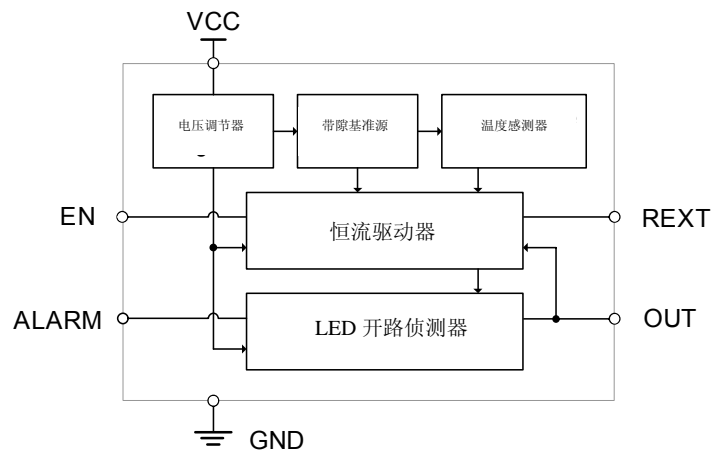 VCC
电压调节器
带隙基准源
温度感测器
EN
恒流驱动器
REXT
ALARM
LED 开路侦测器
OUT
GND